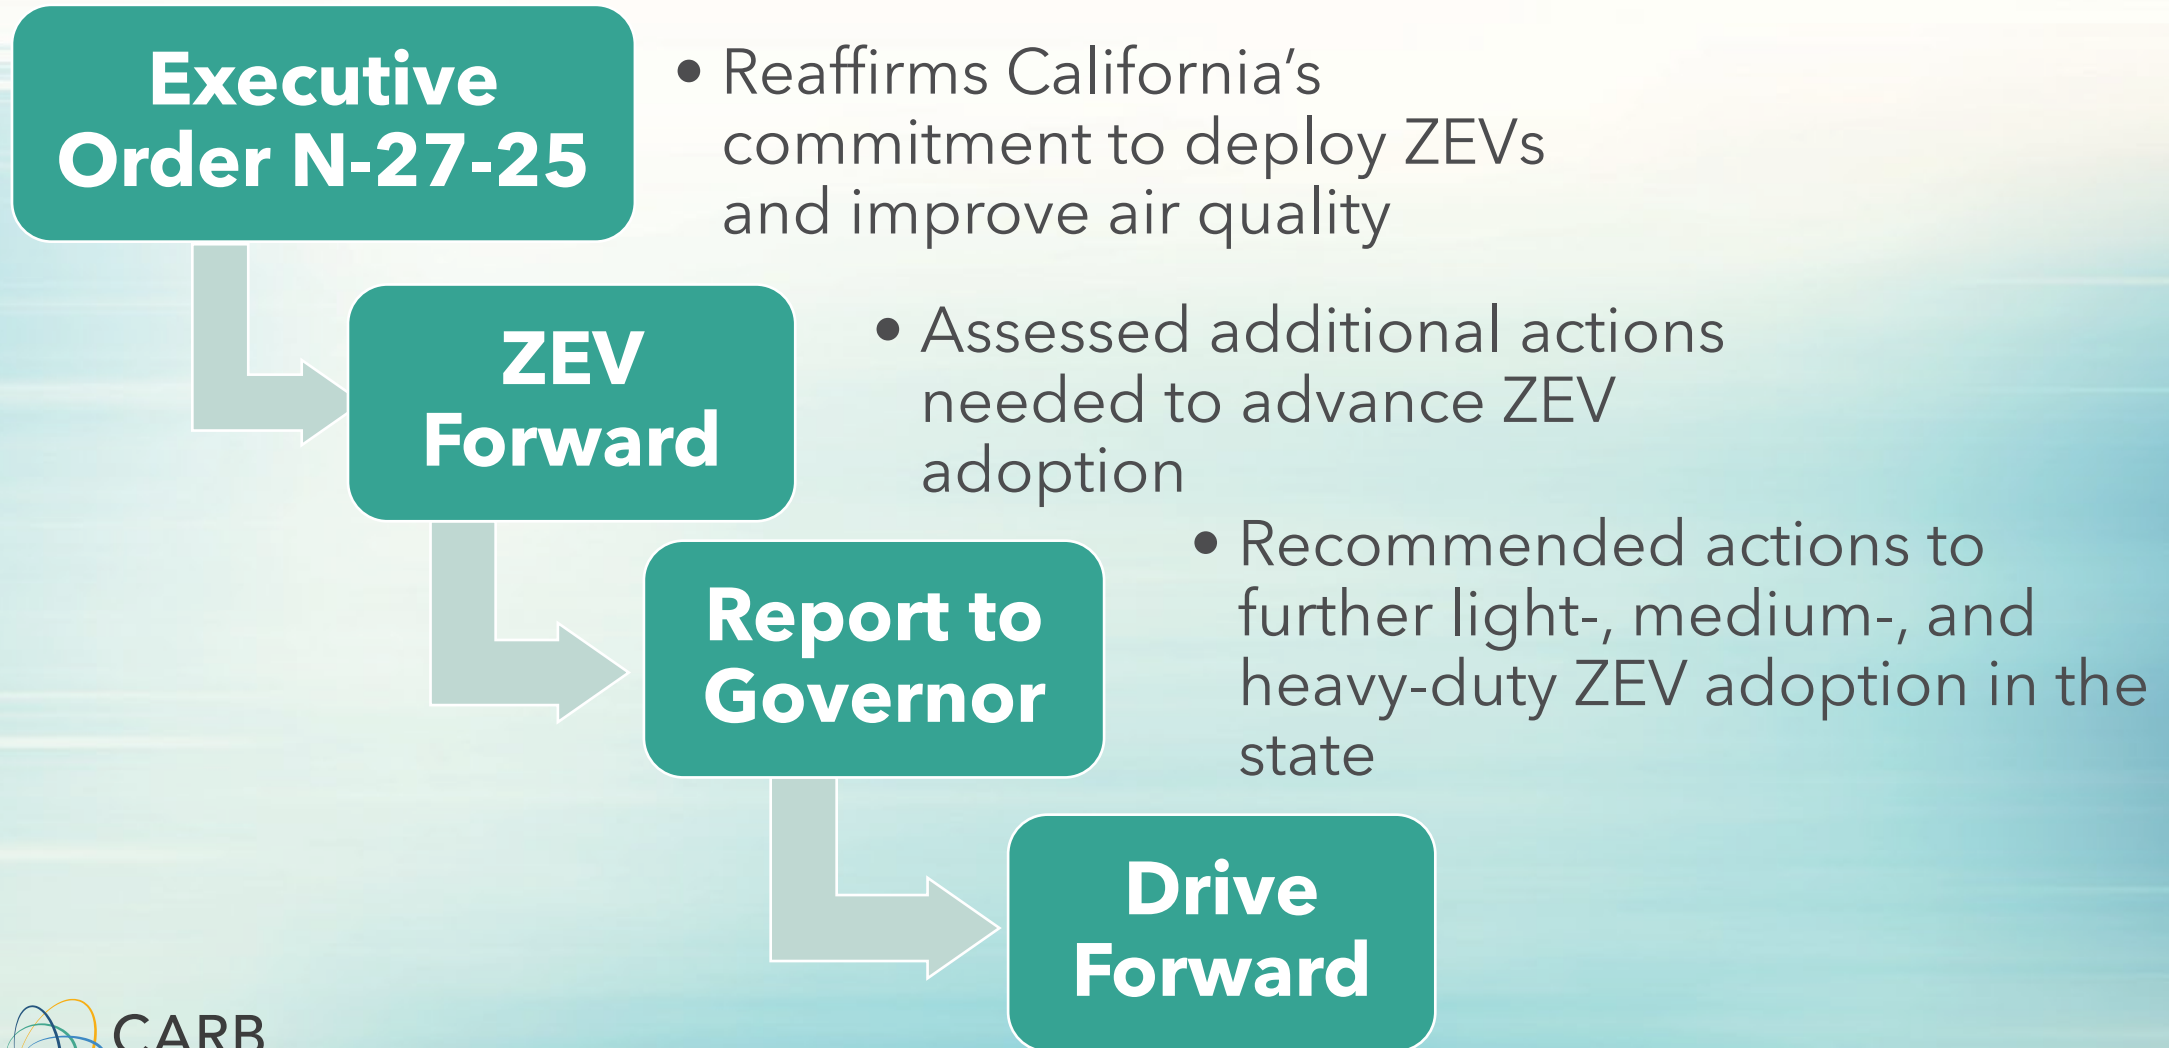 Executive
Order N-27-25
• Reaffirms California’s
commitment to deploy ZEVs
and improve air quality
ZEV
Forward
• Assessed additional actions
needed to advance ZEV
adoption
Report to
Governor
• Recommended actions to
further light-, medium-, and
heavy-duty ZEV adoption in the
state
Drive
Forward
CARB